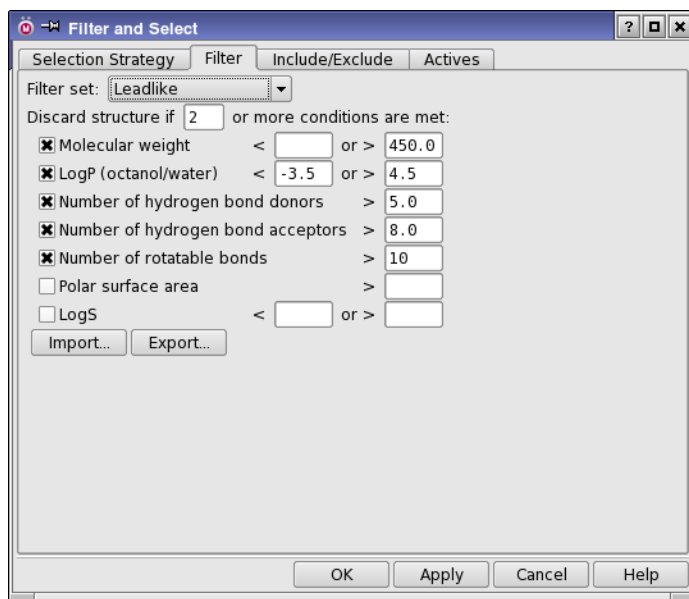 Filter and Select ?
Selection Strategy Filter Include/Exclude Actives
Filter set: Leadlike
Discard structure if 2 or more conditions are met:
Molecular weight < or > 450.0
LogP (octanol/water) < -3.5 or > 4.5
Number of hydrogen bond donors > 5.0
Number of hydrogen bond acceptors > 8.0
Number of rotatable bonds > 10
Polar surface area >
LogS < or >
Import... Export...
OK Apply Cancel Help